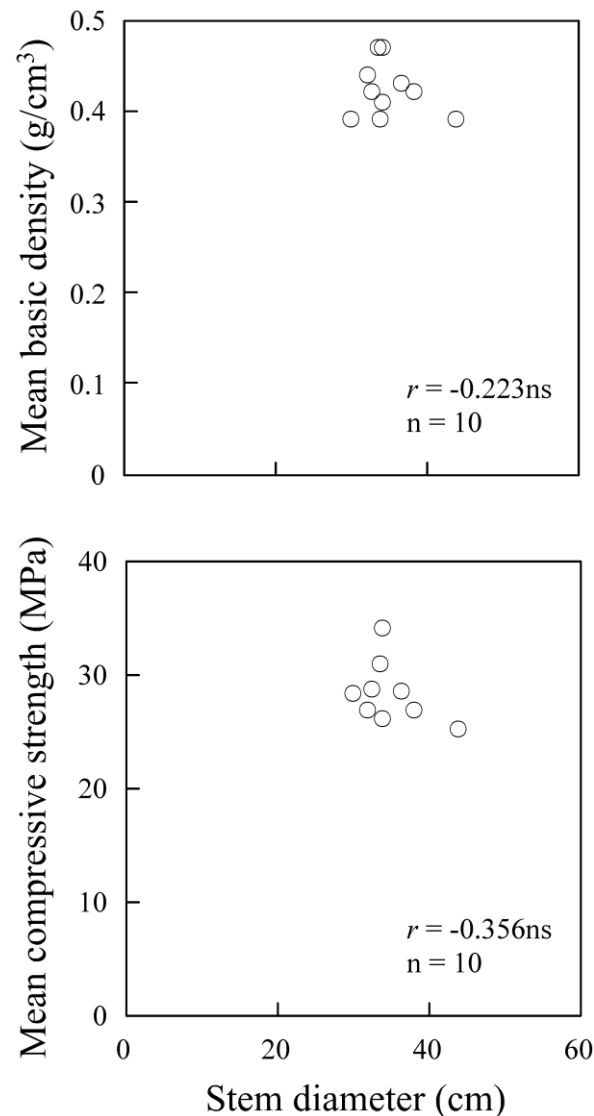 Mean basic density (g/cm³)
0.5
0.4
0.3
0.2
0.1
0
r = -0.223ns
n = 10
Mean compressive strength (MPa)
40
30
20
10
0
r = -0.356ns
n = 10
0 20 40 60
Stem diameter (cm)